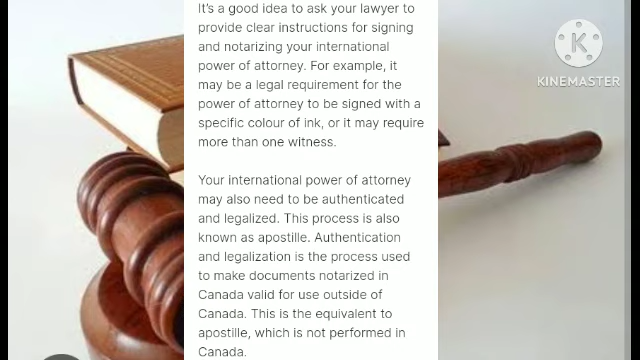 It's a good idea to ask your lawyer to
provide clear instructions for signing
and notarizing your international
power of attorney. For example, it
may be a legal requirement for the
power of attorney to be signed with a
specific colour of ink, or it may require
more than one witness.
Your international power of attorney
may also need to be authenticated
and legalized. This process is also
known as apostille. Authentication
and legalization is the process used
to make documents notarized in
Canada valid for use outside of
Canada. This is the equivalent to
apostille, which is not performed in
Canada.
K
KINEMASTER